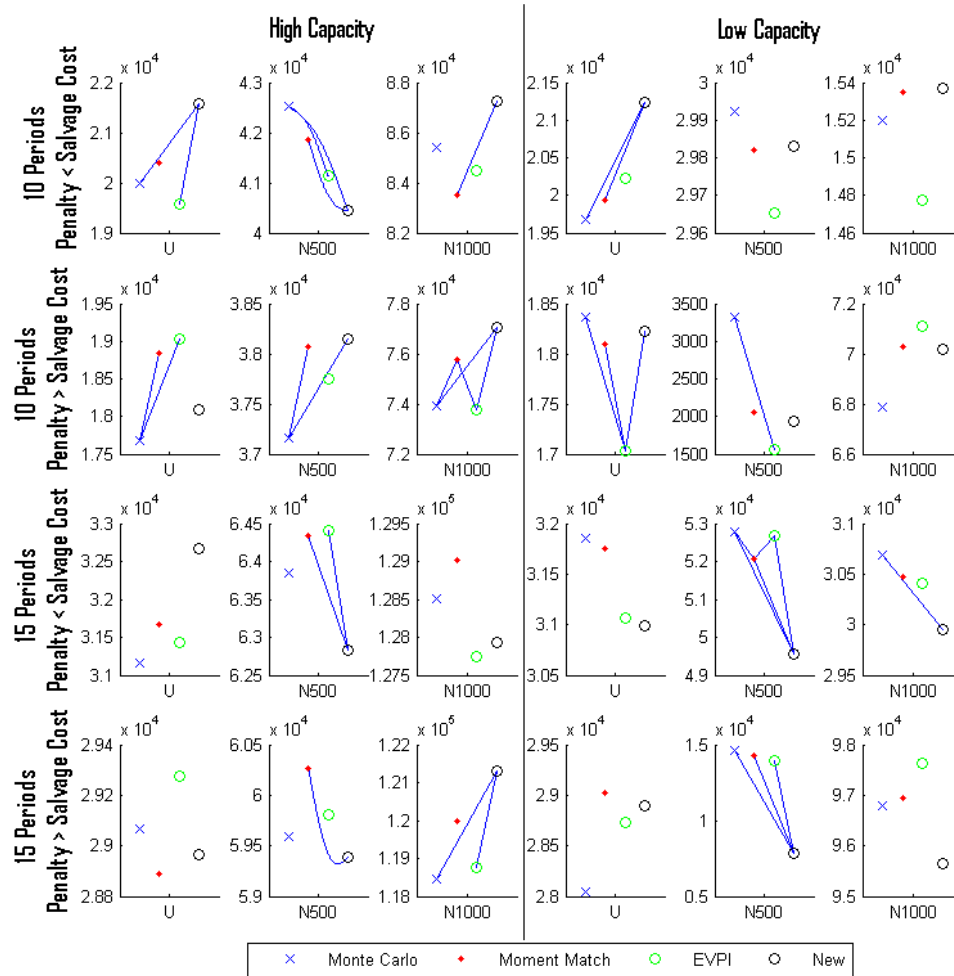 High Capacity Low Capacity
10 Periods
Penalty < Salvage Cost
x 10^4 x 10^4 x 10^4 x 10^4 x 10^4 x 10^4
2.2 4.3 8.8 2.15 3 1.54
2.1 4.2 8.6 2.1 2.99 1.52
2.05 2.98 1.5
2 4.1 8.4 2 2.97 1.48
1.9 4 8.2 1.95 2.96 1.46
U N500 N1000 U N500 N1000
10 Periods
Penalty > Salvage Cost
x 10^4 x 10^4 x 10^4 x 10^4 x 10^4
1.95 3.85 7.8 1.85 3500 7.2
1.9 3.8 7.6 1.8 3000 7
1.85 2500
1.8 3.75 7.4 2000 6.8
1.75 3.7 7.2 1.7 1500 6.6
U N500 N1000 U N500 N1000
15 Periods
Penalty < Salvage Cost
x 10^4 x 10^4 x 10^5 x 10^4 x 10^4 x 10^4
3.3 6.45 1.295 3.2 5.3 3.1
3.25 6.4 1.29 3.15 5.2 3.05
3.2 6.35 1.285 5.1 3
3.15 6.3 1.28 3.1 5
3.1 6.25 1.275 3.05 4.9 2.95
U N500 N1000 U N500 N1000
15 Periods
Penalty > Salvage Cost
x 10^4 x 10^4 x 10^5 x 10^4 x 10^4 x 10^4
2.94 6.05 1.22 2.95 1.5 9.8
2.92 6 1.21 2.9 9.7
2.9 5.95 1.2 2.85 1 9.6
1.19
2.88 5.9 1.18 2.8 0.5 9.5
U N500 N1000 U N500 N1000
Monte Carlo Moment Match EVPI New